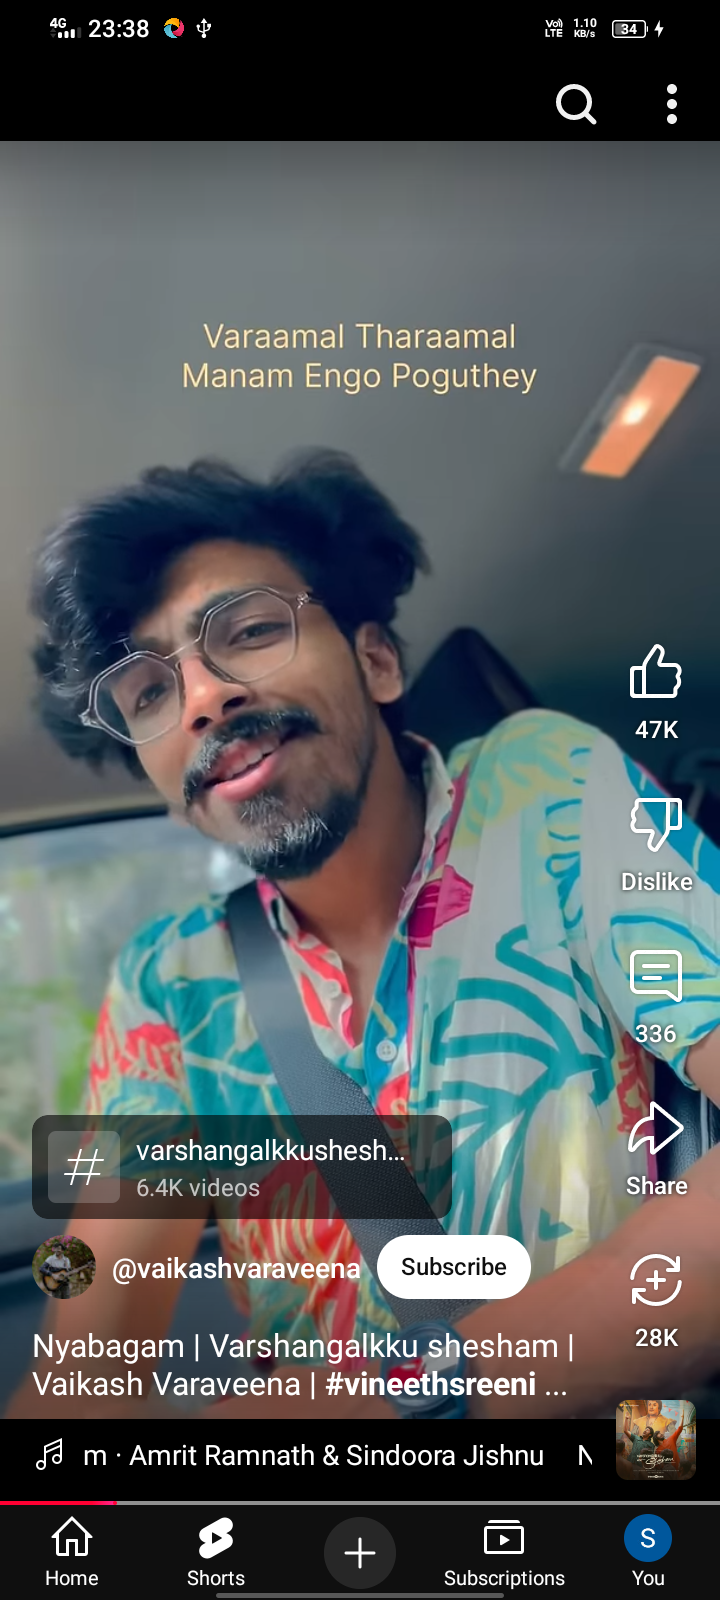 4G 23:38 Vo) LTE 1.10 KB/s 34
Varaamal Tharaamal
Manam Engo Poguthey
47K
Dislike
336
Share
28K
# varshangalkkushesh...
6.4K videos
@vaikashvaraveena Subscribe
Nyabagam | Varshangalkku shesham |
Vaikash Varaveena | #vineethsreeni ...
m · Amrit Ramnath & Sindoora Jishnu N
Home Shorts Subscriptions S You